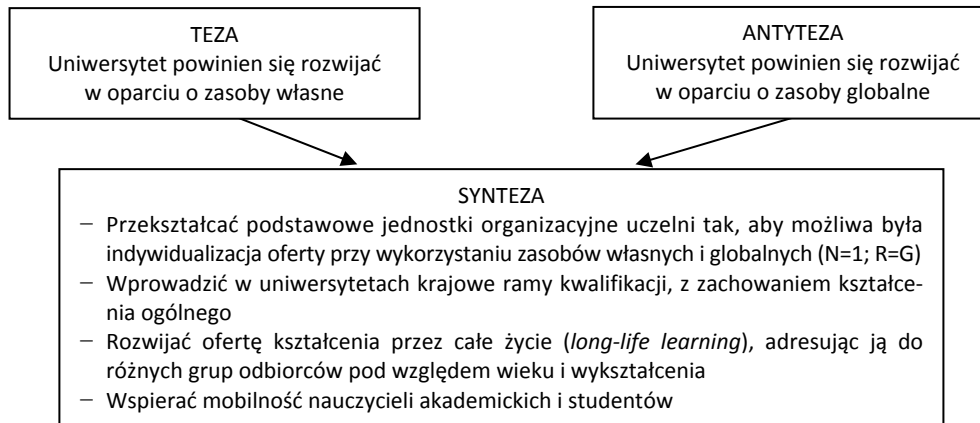 TEZA
Uniwersytet powinien się rozwijać
w oparciu o zasoby własne
ANTYTEZA
Uniwersytet powinien się rozwijać
w oparciu o zasoby globalne
SYNTEZA
− Przekształcać podstawowe jednostki organizacyjne uczelni tak, aby możliwa była
indywidualizacja oferty przy wykorzystaniu zasobów własnych i globalnych (N=1; R=G)
− Wprowadzić w uniwersytetach krajowe ramy kwalifikacji, z zachowaniem kształce-
nia ogólnego
− Rozwijać ofertę kształcenia przez całe życie (long-life learning), adresując ją do
różnych grup odbiorców pod względem wieku i wykształcenia
− Wspierać mobilność nauczycieli akademickich i studentów